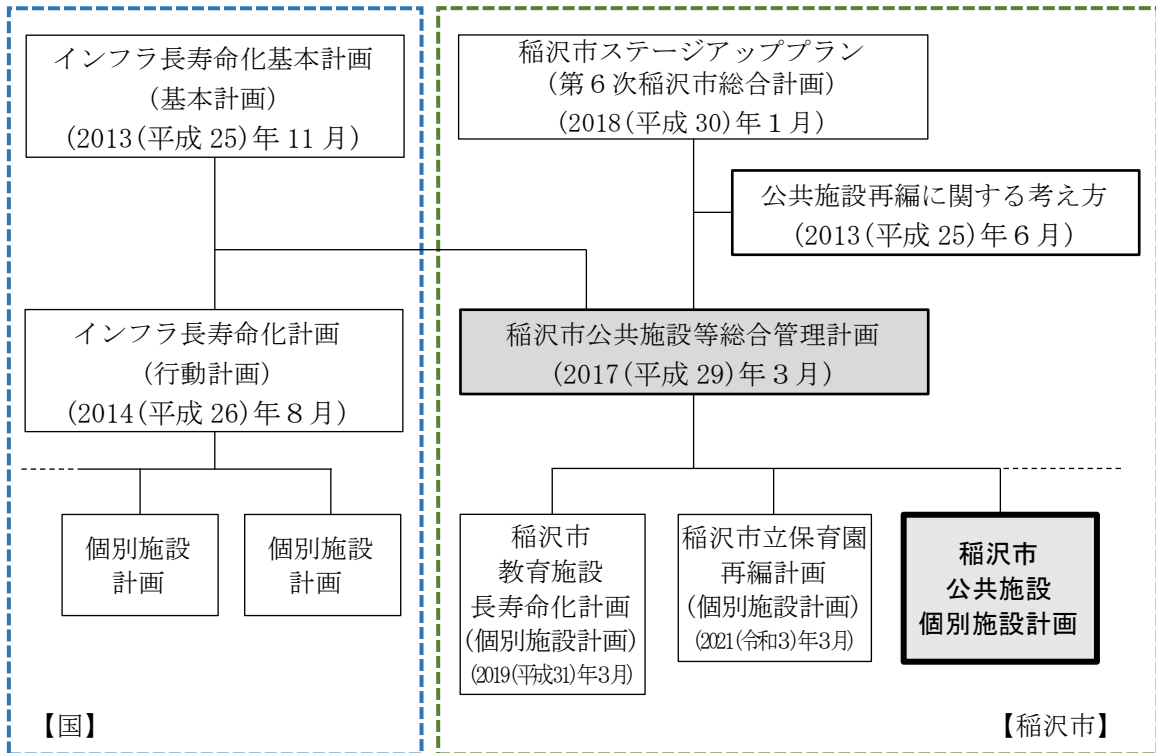 インフラ長寿命化基本計画
(基本計画)
(2013(平成 25)年 11 月)
稲沢市ステージアッププラン
(第６次稲沢市総合計画)
(2018(平成 30)年１月)
公共施設再編に関する考え方
(2013(平成 25)年６月)
インフラ長寿命化計画
(行動計画)
(2014(平成 26)年８月)
稲沢市公共施設等総合管理計画
(2017(平成 29)年３月)
個別施設
計画
個別施設
計画
稲沢市
教育施設
長寿命化計画
(個別施設計画)
(2019(平成31)年3月)
稲沢市立保育園
再編計画
(個別施設計画)
(2021(令和3)年3月)
稲沢市
公共施設
個別施設計画
【国】
【稲沢市】